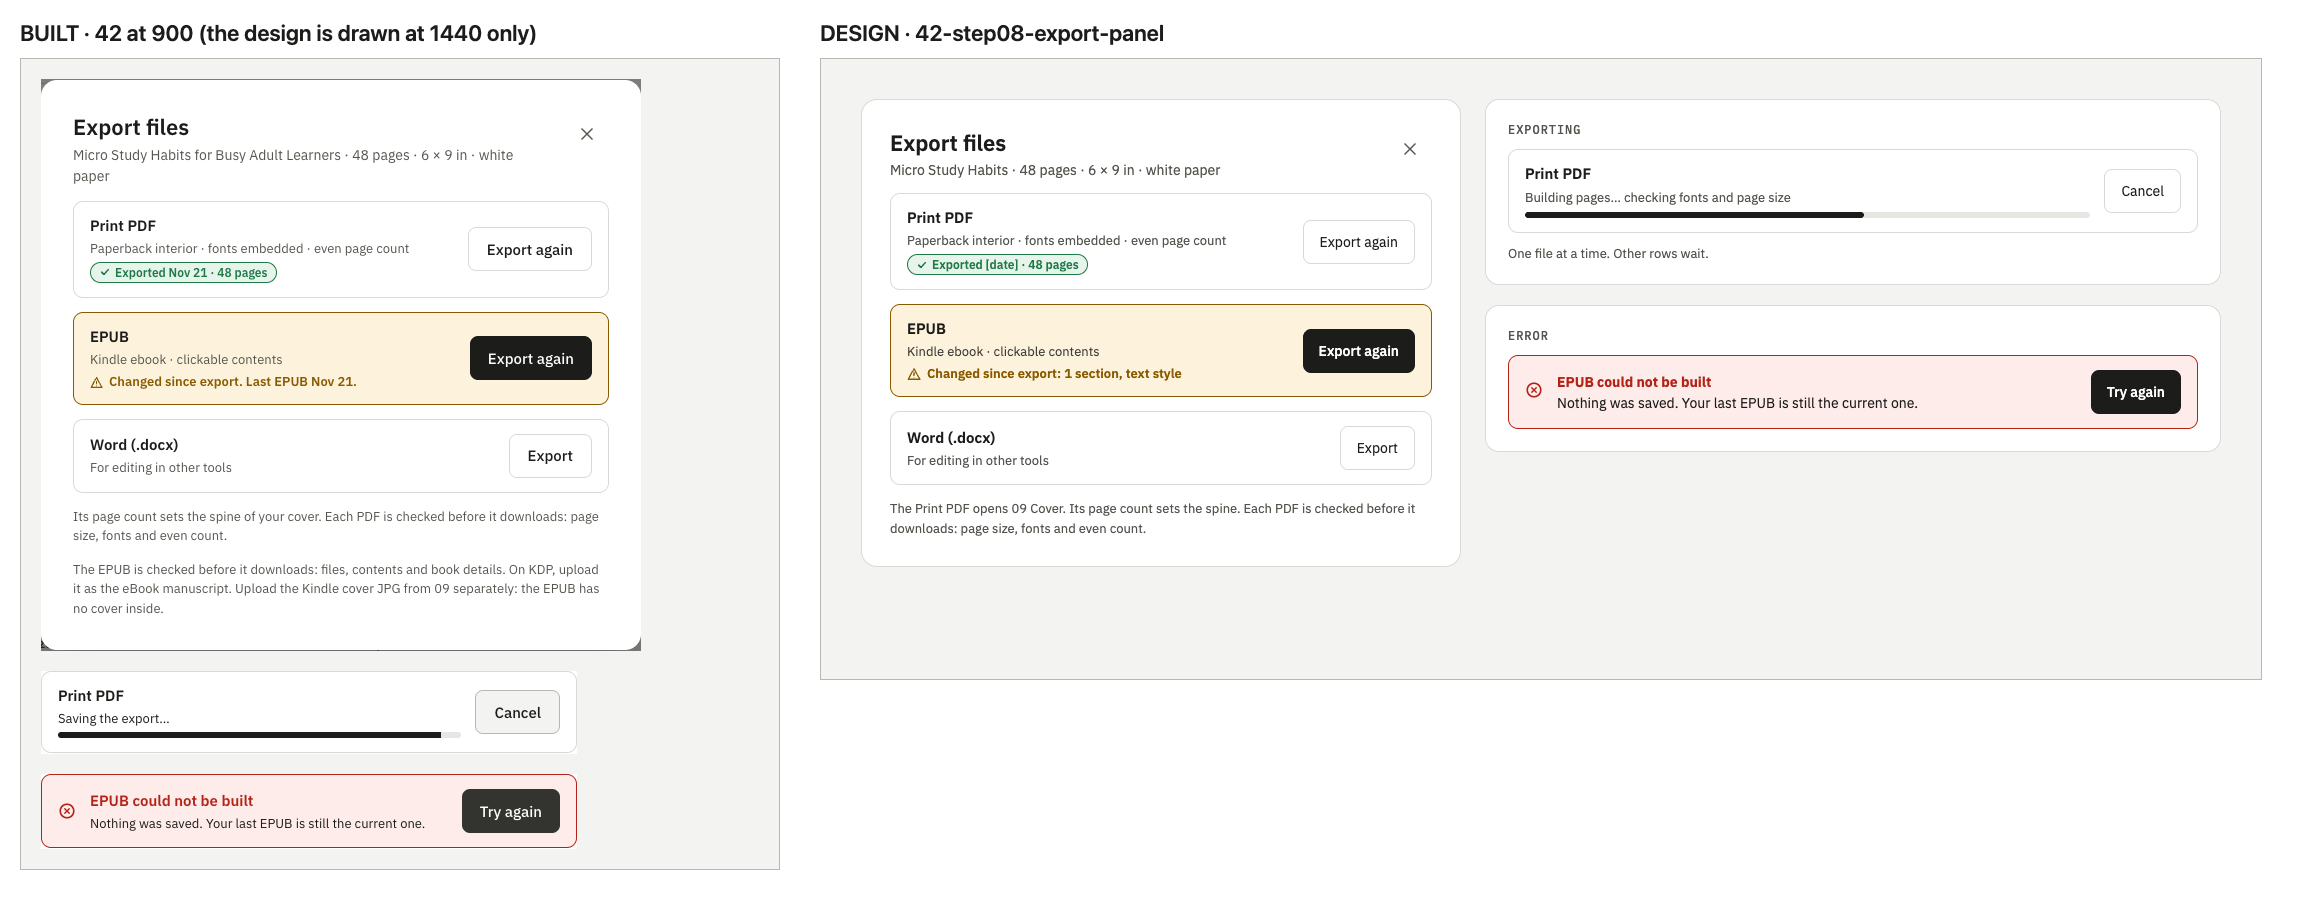 BUILT · 42 at 900 (the design is drawn at 1440 only)
Export files
Micro Study Habits for Busy Adult Learners · 48 pages · 6 × 9 in · white
paper
Print PDF
Paperback interior · fonts embedded · even page count
Exported Nov 21 · 48 pages
Export again
EPUB
Kindle ebook · clickable contents
Changed since export. Last EPUB Nov 21.
Export again
Word (.docx)
For editing in other tools
Export
Its page count sets the spine of your cover. Each PDF is checked before it downloads: page
size, fonts and even count.
The EPUB is checked before it downloads: files, contents and book details. On KDP, upload
it as the eBook manuscript. Upload the Kindle cover JPG from 09 separately: the EPUB has
no cover inside.
Print PDF
Saving the export...
Cancel
EPUB could not be built
Nothing was saved. Your last EPUB is still the current one.
Try again
DESIGN · 42-step08-export-panel
Export files
Micro Study Habits · 48 pages · 6 × 9 in · white paper
Print PDF
Paperback interior · fonts embedded · even page count
Exported [date] · 48 pages
Export again
EPUB
Kindle ebook · clickable contents
Changed since export: 1 section, text style
Export again
Word (.docx)
For editing in other tools
Export
The Print PDF opens 09 Cover. Its page count sets the spine. Each PDF is checked before it
downloads: page size, fonts and even count.
EXPORTING
Print PDF
Building pages... checking fonts and page size
Cancel
One file at a time. Other rows wait.
ERROR
EPUB could not be built
Nothing was saved. Your last EPUB is still the current one.
Try again